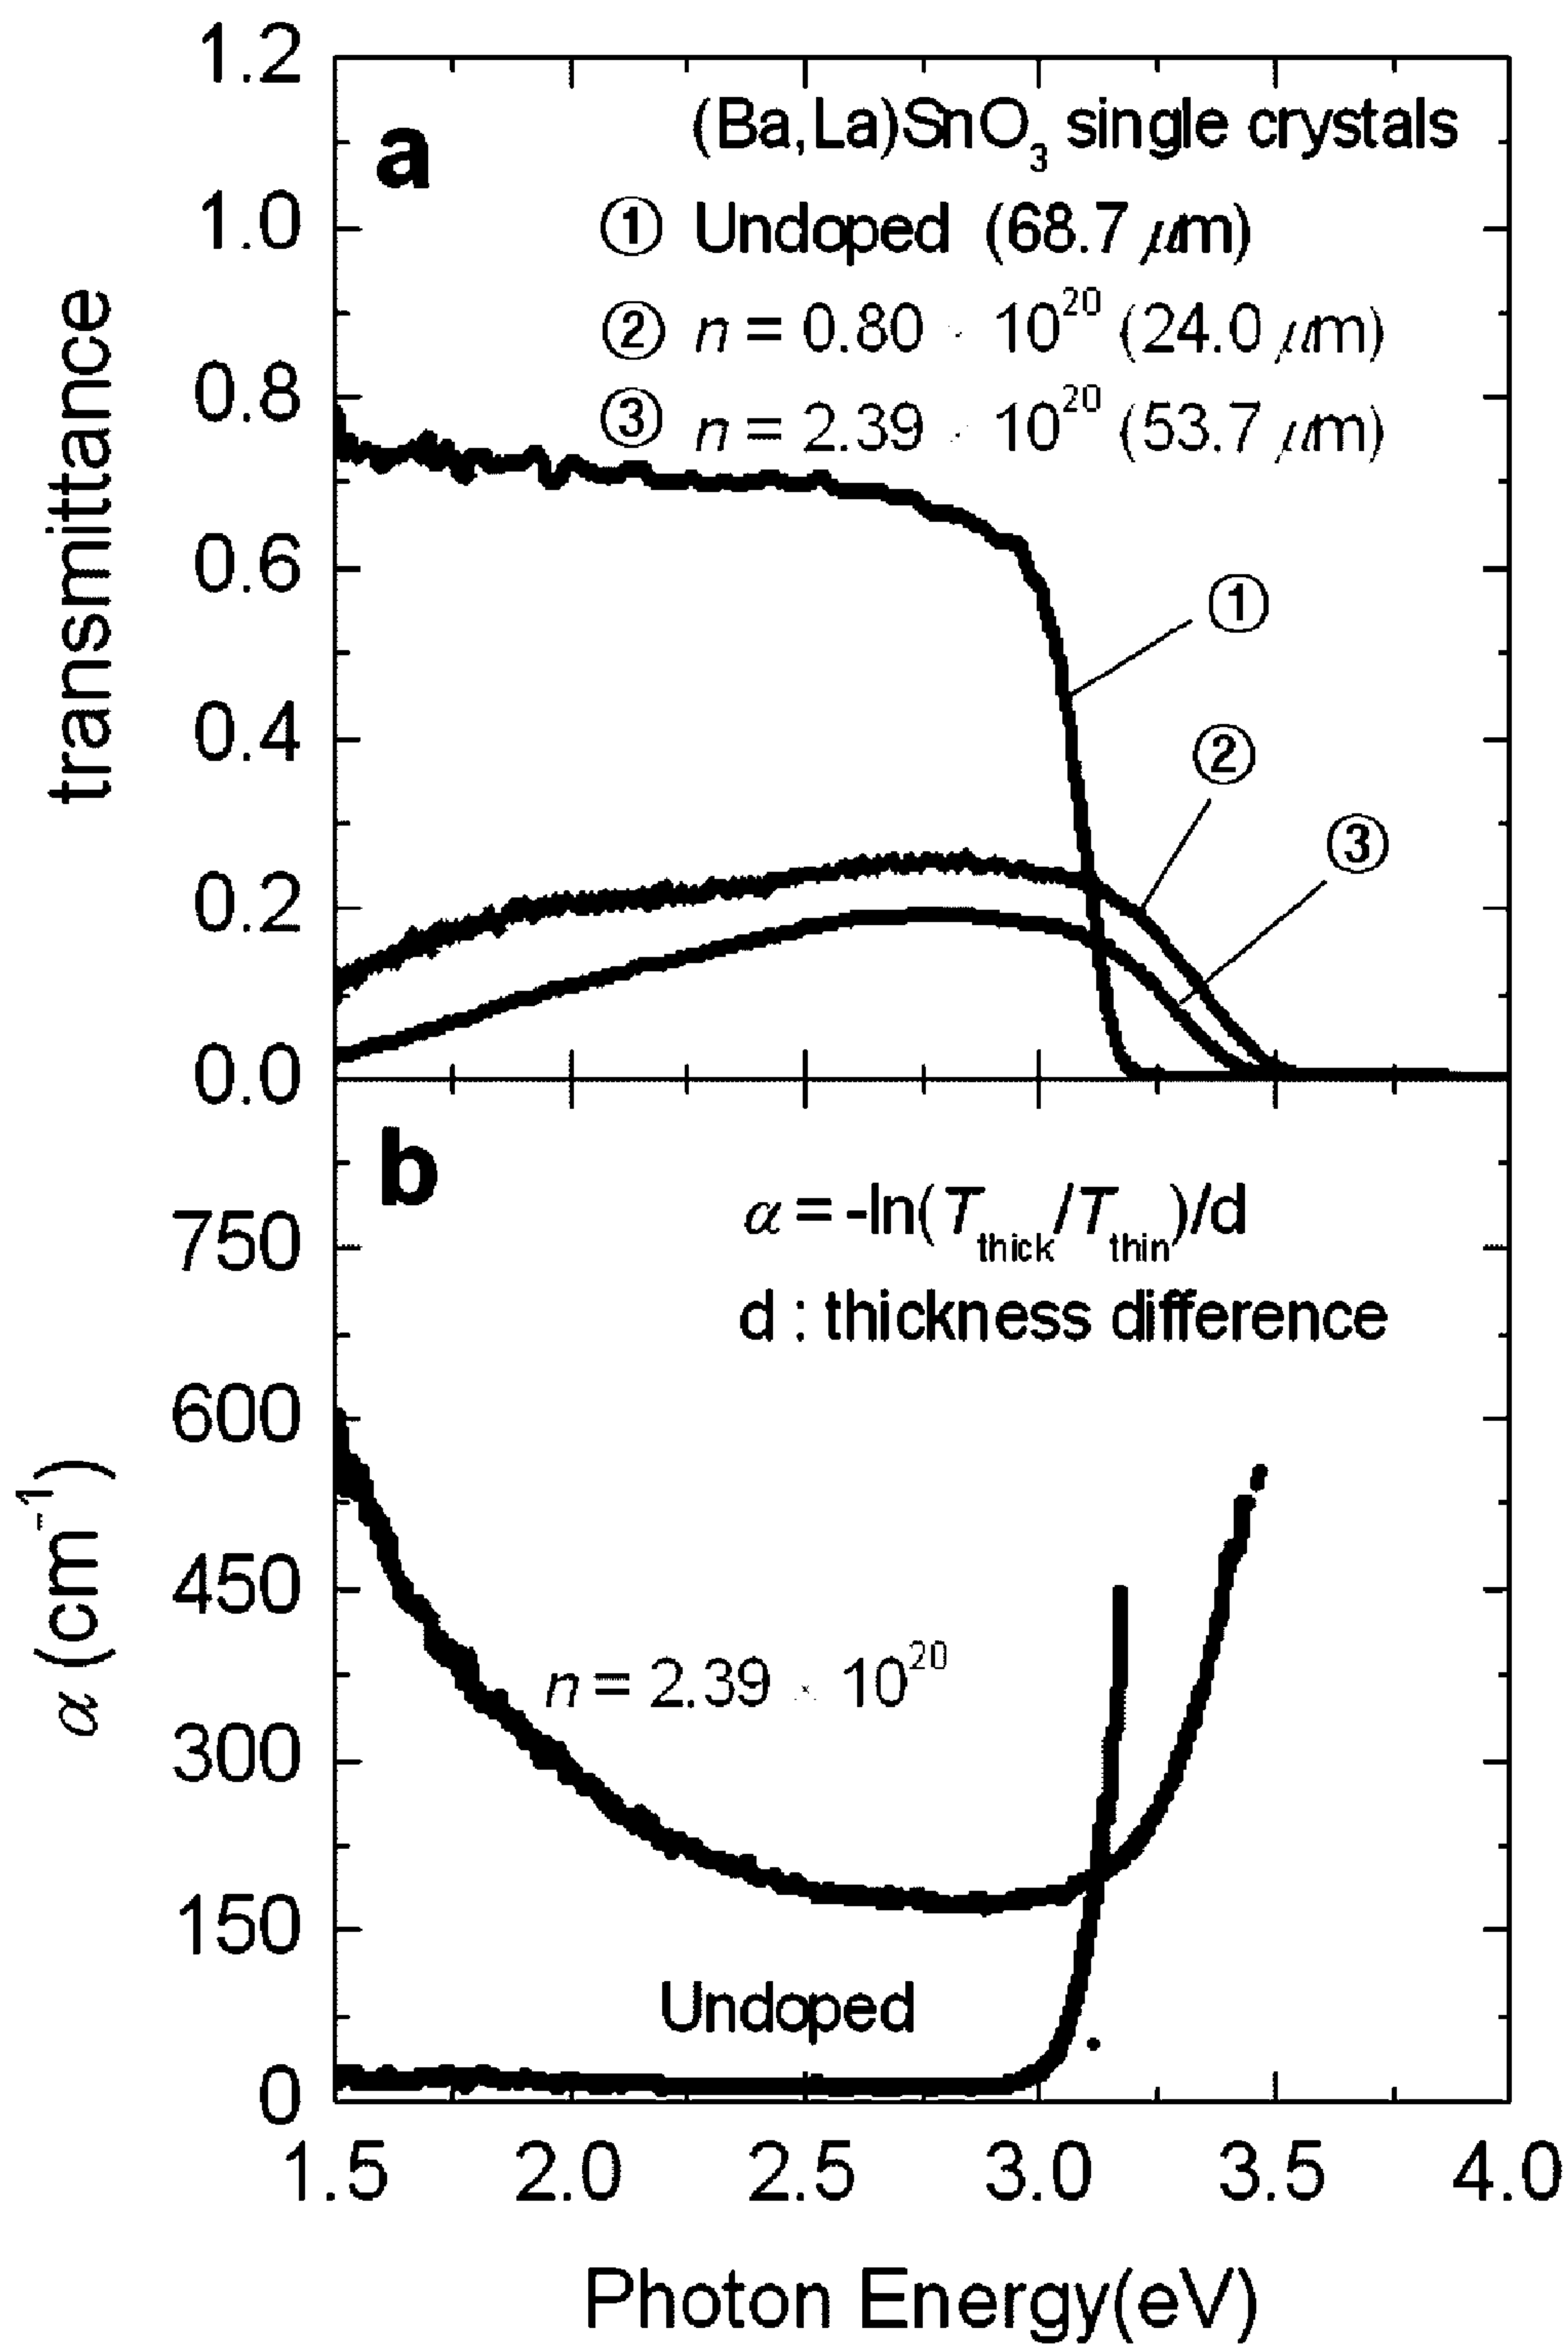 1.2
a
(Ba,La)SnO3 single crystals
① Undoped (68.7 μm)
② n = 0.80 · 10^20 (24.0 μm)
③ n = 2.39 · 10^20 (53.7 μm)
1.0
0.8
0.6
0.4
0.2
0.0
transmittance
①
②
③
b
α = -ln(Tthick/Tthin)/d
d : thickness difference
750
600
450
300
150
0
α (cm^-1)
n = 2.39 · 10^20
Undoped
1.5 2.0 2.5 3.0 3.5 4.0
Photon Energy(eV)